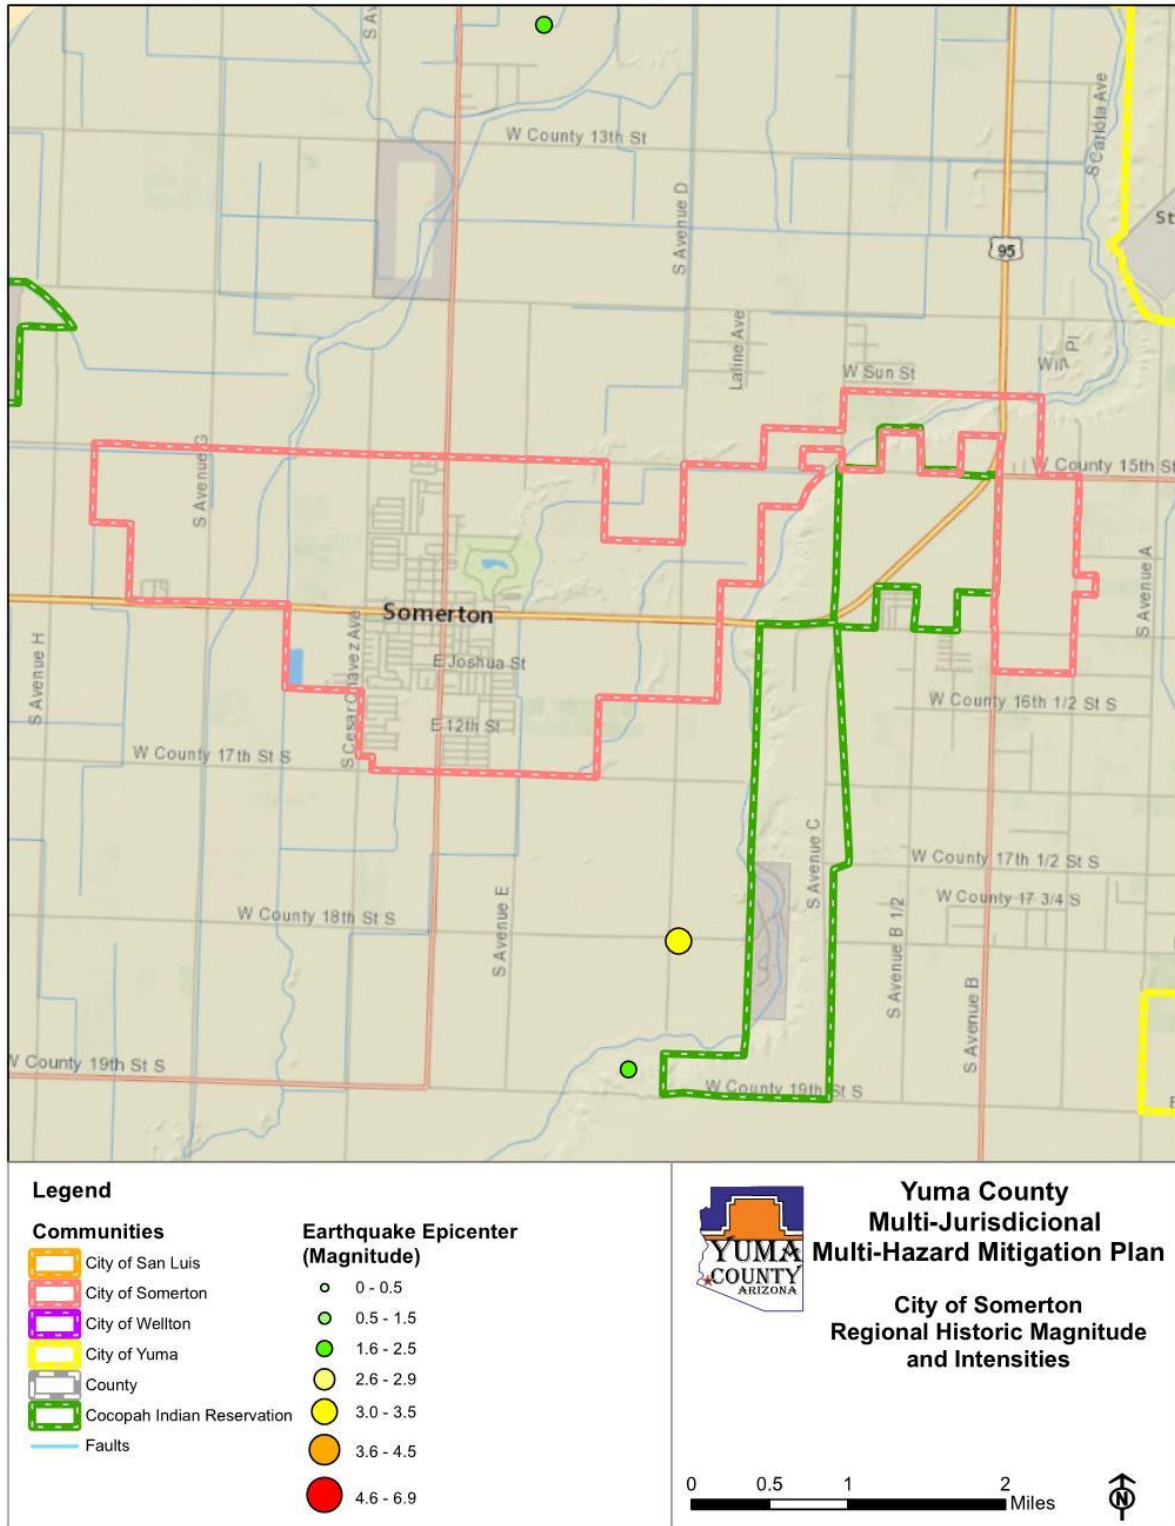 S Av
W County 13th St
S Carlota Ave
S Avenue D
St
95
Laline Ave
Pl
W Sun St
W County 15th St
S Avenue G
S Avenue A
Somerton
S Avenue H
S Cesar Chavez Ave
E Joshua St
W County 16th 1/2 St S
E 12th St
W County 17th St S
S Avenue C
W County 17th 1/2 St S
W County 17 3/4 S
W County 18th St S
S Avenue E
S Avenue B 1/2
S Avenue B
W County 19th St S
W County 19th St S
Legend
Communities
City of San Luis
City of Somerton
City of Wellton
City of Yuma
County
Cocopah Indian Reservation
Faults
Earthquake Epicenter
(Magnitude)
0 - 0.5
0.5 - 1.5
1.6 - 2.5
2.6 - 2.9
3.0 - 3.5
3.6 - 4.5
4.6 - 6.9
YUMA
COUNTY
ARIZONA
Yuma County
Multi-Jurisdicional
Multi-Hazard Mitigation Plan
City of Somerton
Regional Historic Magnitude
and Intensities
0 0.5 1 2
Miles
N